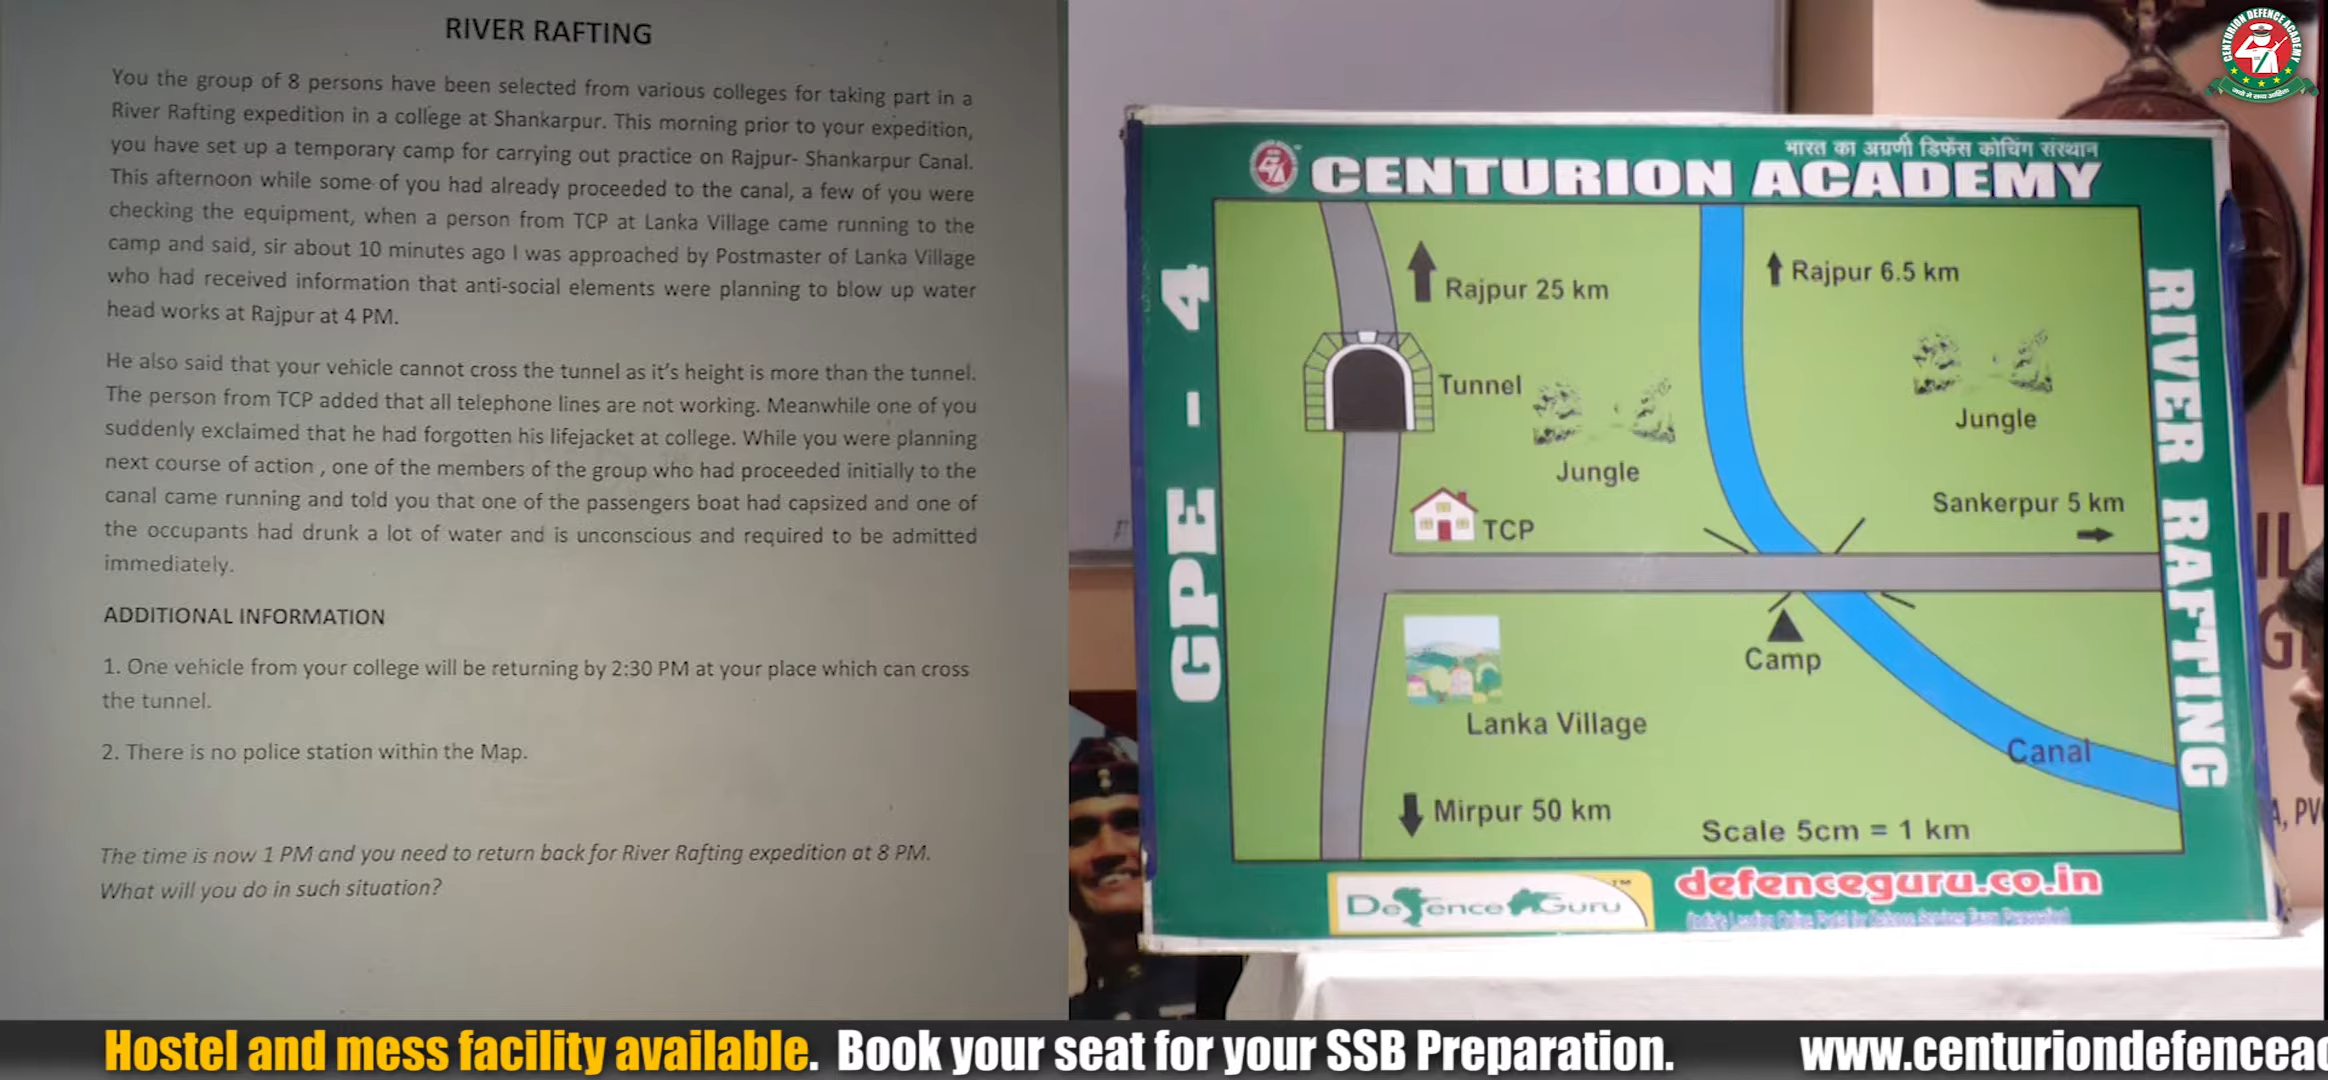 RIVER RAFTING
You the group of 8 persons have been selected from various colleges for taking part in a
River Rafting expedition in a college at Shankarpur. This morning prior to your expedition,
you have set up a temporary camp for carrying out practice on Rajpur- Shankarpur Canal.
This afternoon while some of you had already proceeded to the canal, a few of you were
checking the equipment, when a person from TCP at Lanka Village came running to the
camp and said, sir about 10 minutes ago I was approached by Postmaster of Lanka Village
who had received information that anti-social elements were planning to blow up water
head works at Rajpur at 4 PM.
He also said that your vehicle cannot cross the tunnel as it's height is more than the tunnel.
The person from TCP added that all telephone lines are not working. Meanwhile one of you
suddenly exclaimed that he had forgotten his lifejacket at college. While you were planning
next course of action , one of the members of the group who had proceeded initially to the
canal came running and told you that one of the passengers boat had capsized and one of
the occupants had drunk a lot of water and is unconscious and required to be admitted
immediately.
ADDITIONAL INFORMATION
1. One vehicle from your college will be returning by 2:30 PM at your place which can cross
the tunnel.
2. There is no police station within the Map.
The time is now 1 PM and you need to return back for River Rafting expedition at 8 PM.
What will you do in such situation?
CENTURION DEFENCE ACADEMY
भारत का अग्रणी डिफेंस कोचिंग संस्थान
CENTURION ACADEMY
GPE - 4
RIVER RAFTING
Rajpur 25 km
Rajpur 6.5 km
Tunnel
Jungle
Jungle
TCP
Sankerpur 5 km
Camp
Lanka Village
Canal
Mirpur 50 km
Scale 5cm = 1 km
Defence Guru
TM
defenceguru.co.in
A, PV
Hostel and mess facility available. Book your seat for your SSB Preparation.
www.centuriondefenceac